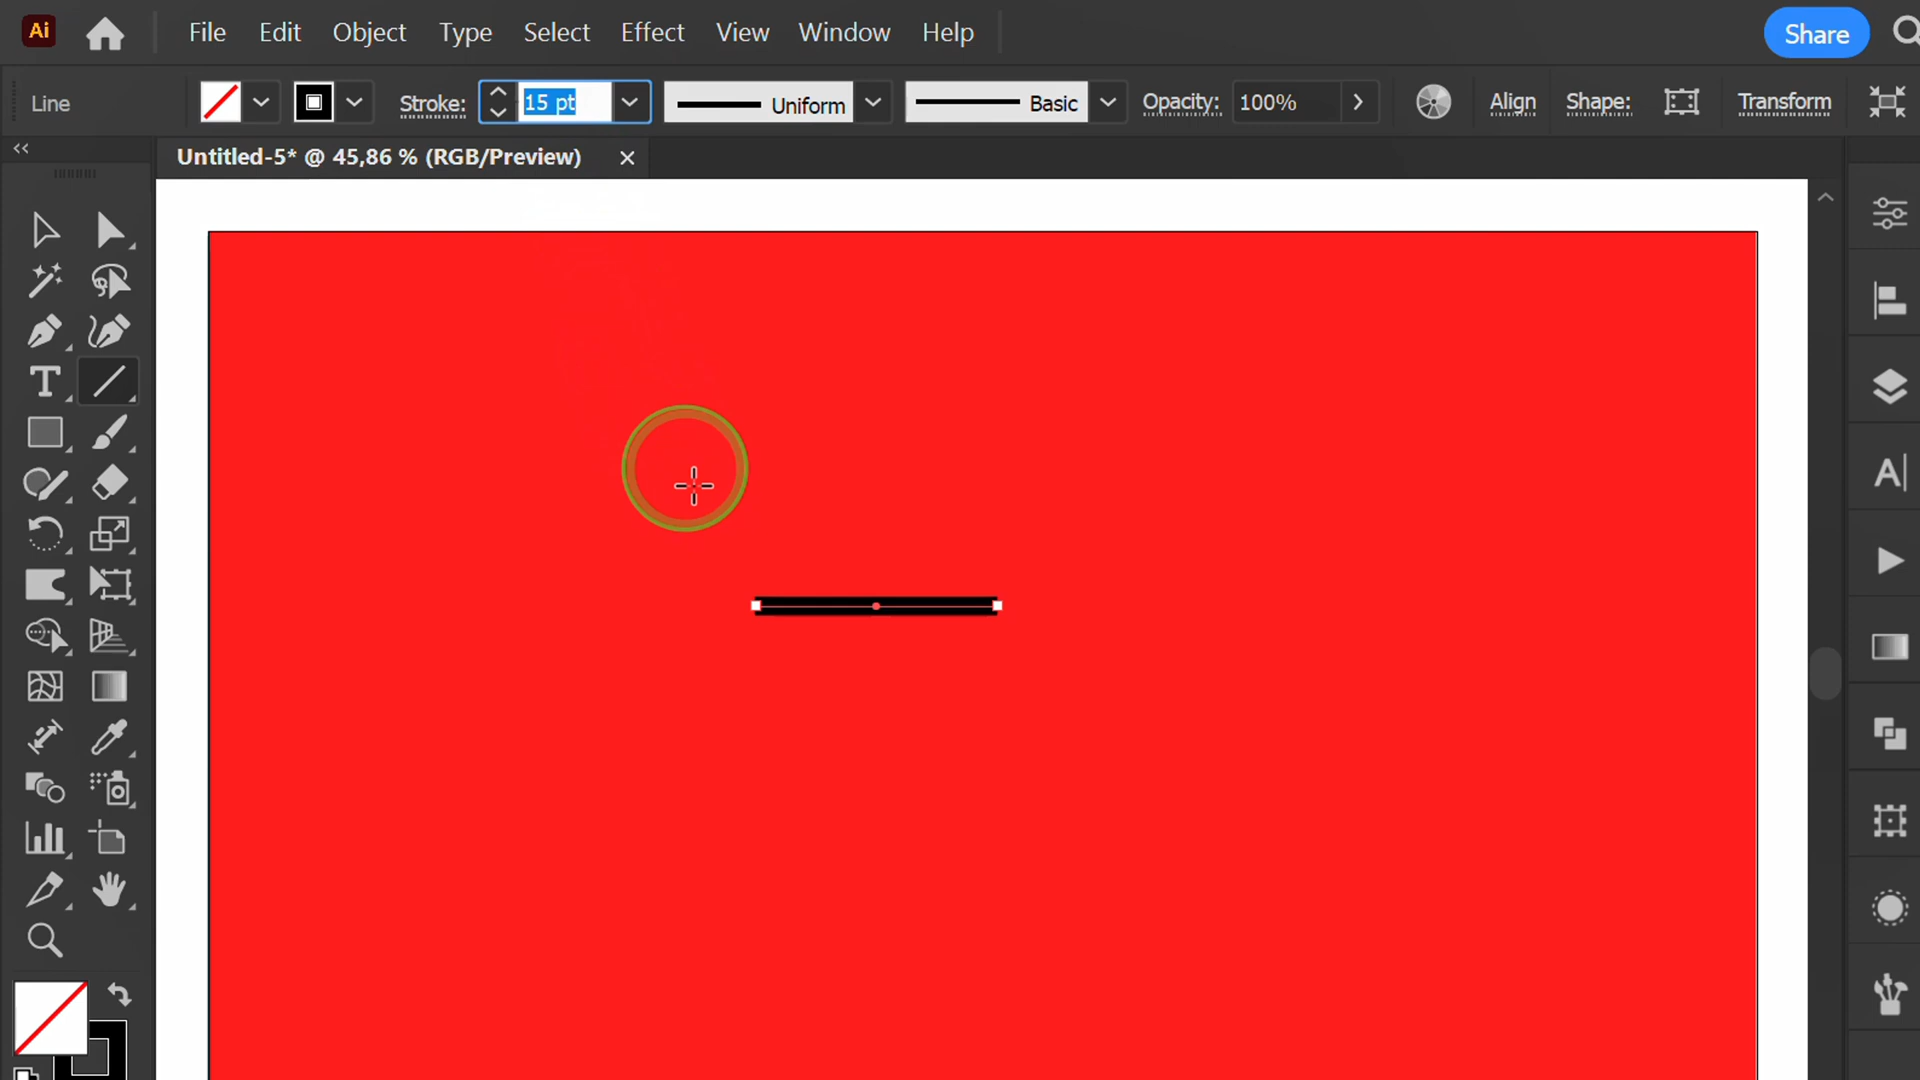 Ai File Edit Object Type Select Effect View Window Help Share
Line Stroke: 15 pt Uniform Basic Opacity: 100% Align Shape: Transform
Untitled-5* @ 45,86 % (RGB/Preview)